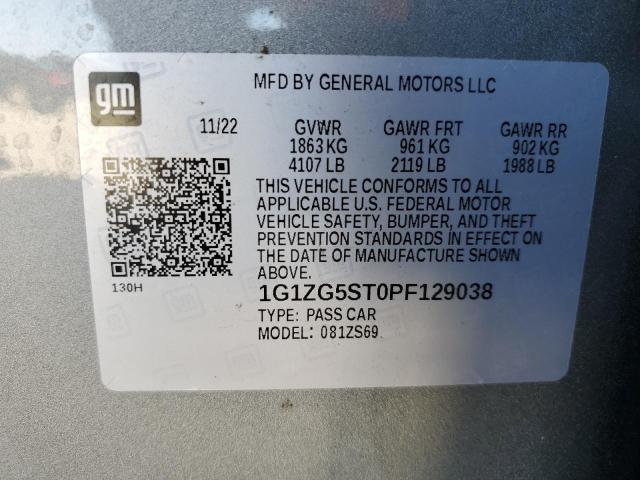 gm
MFD BY GENERAL MOTORS LLC
11/22 GVWR GAWR FRT GAWR RR
1863 KG 961 KG 902 KG
4107 LB 2119 LB 1988 LB
THIS VEHICLE CONFORMS TO ALL
APPLICABLE U.S. FEDERAL MOTOR
VEHICLE SAFETY, BUMPER, AND THEFT
PREVENTION STANDARDS IN EFFECT ON
THE DATE OF MANUFACTURE SHOWN
ABOVE.
130H
1G1ZG5ST0PF129038
TYPE: PASS CAR
MODEL: 081ZS69